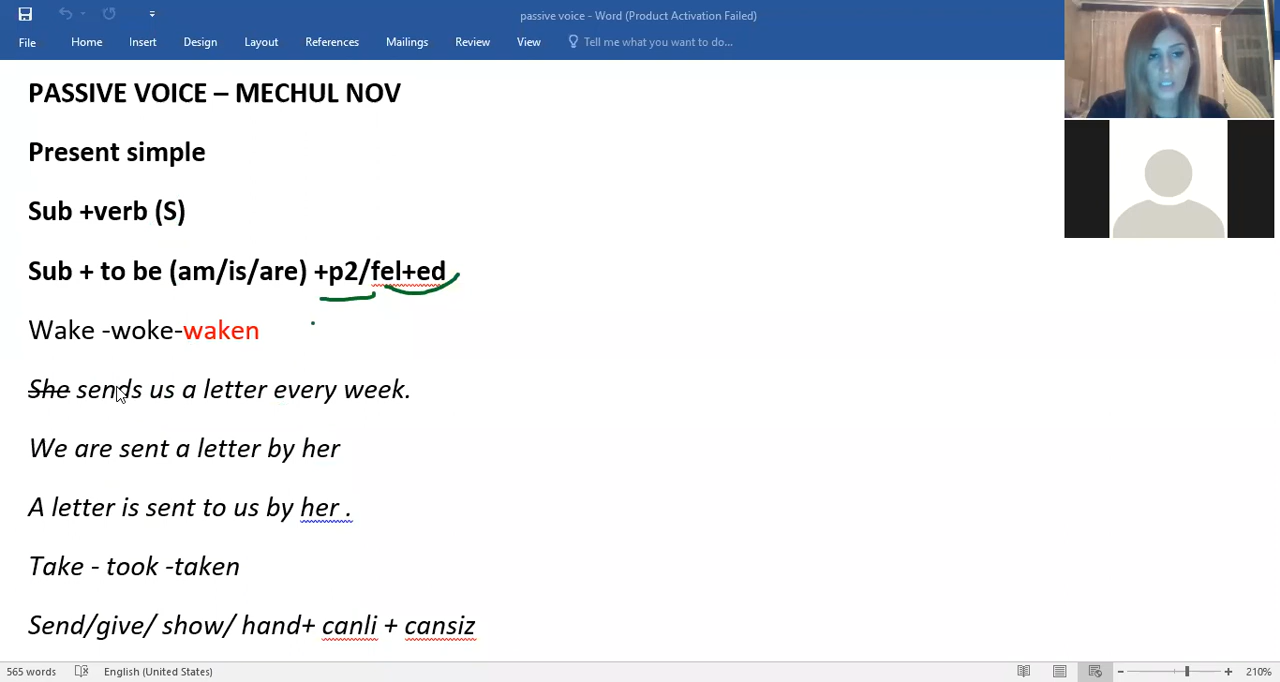 passive voice - Word (Product Activation Failed)
File Home Insert Design Layout References Mailings Review View Tell me what you want to do...
PASSIVE VOICE – MECHUL NOV
Present simple
Sub +verb (S)
Sub + to be (am/is/are) +p2/fel+ed
Wake -woke-waken
She sends us a letter every week.
We are sent a letter by her
A letter is sent to us by her .
Take - took -taken
Send/give/ show/ hand+ canli + cansiz
565 words English (United States) 210%